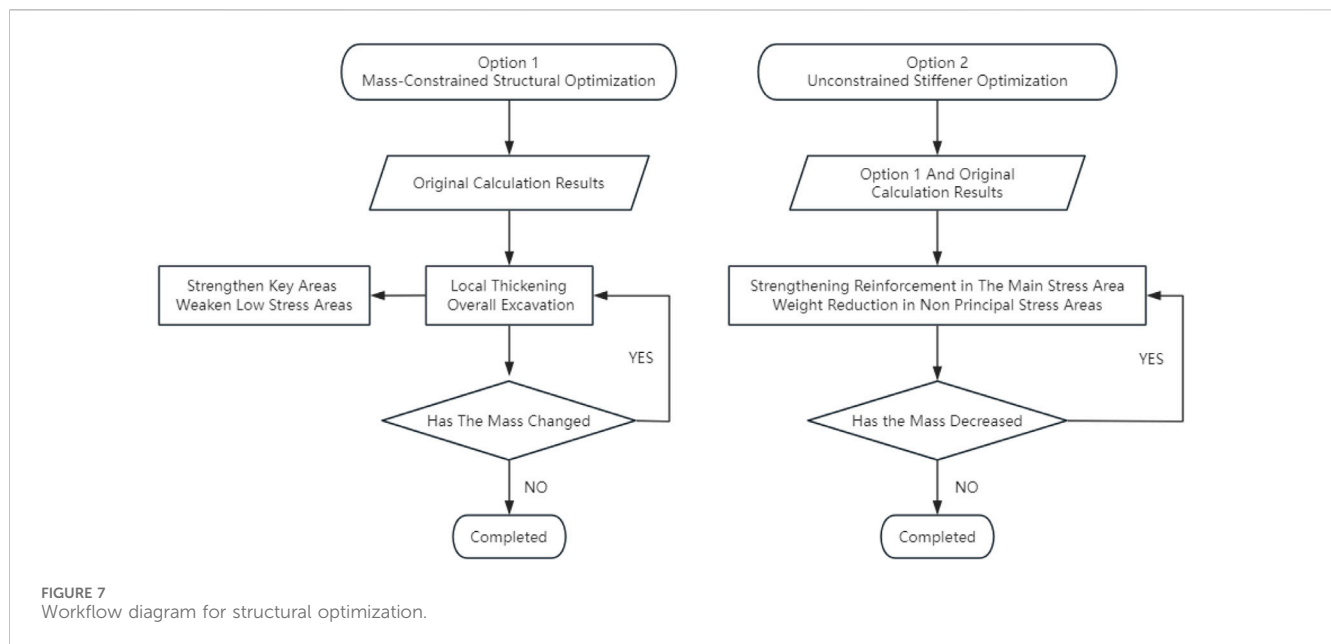 Option 1
Mass-Constrained Structural Optimization
Original Calculation Results
Strengthen Key Areas
Weaken Low Stress Areas
Local Thickening
Overall Excavation
YES
Has The Mass Changed
NO
Completed
Option 2
Unconstrained Stiffener Optimization
Option 1 And Original
Calculation Results
Strengthening Reinforcement in The Main Stress Area
Weight Reduction in Non Principal Stress Areas
YES
Has the Mass Decreased
NO
Completed
FIGURE 7
Workflow diagram for structural optimization.